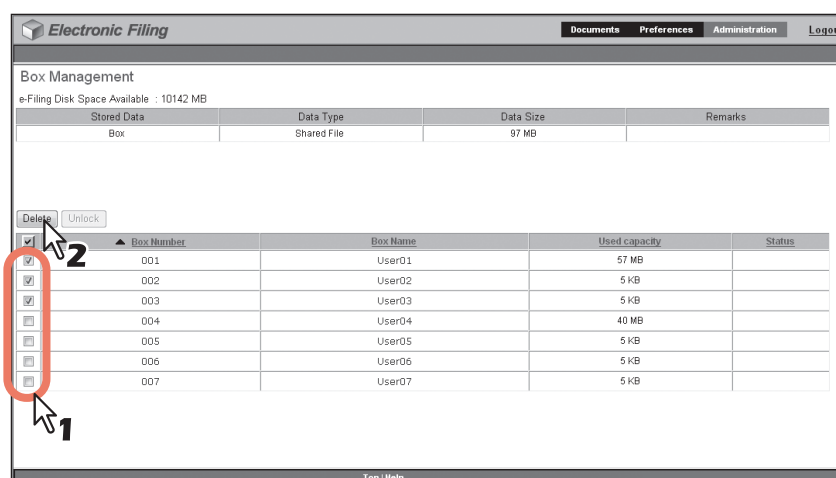 Electronic Filing
Documents Preferences Administration Logou
Box Management
e-Filing Disk Space Available : 10142 MB
Stored Data Data Type Data Size Remarks
Box Shared File 97 MB
Delete Unlock
2
Box Number Box Name Used capacity Status
001 User01 57 MB
002 User02 5 KB
003 User03 5 KB
004 User04 40 MB
005 User05 5 KB
006 User06 5 KB
007 User07 5 KB
1
Top | Help